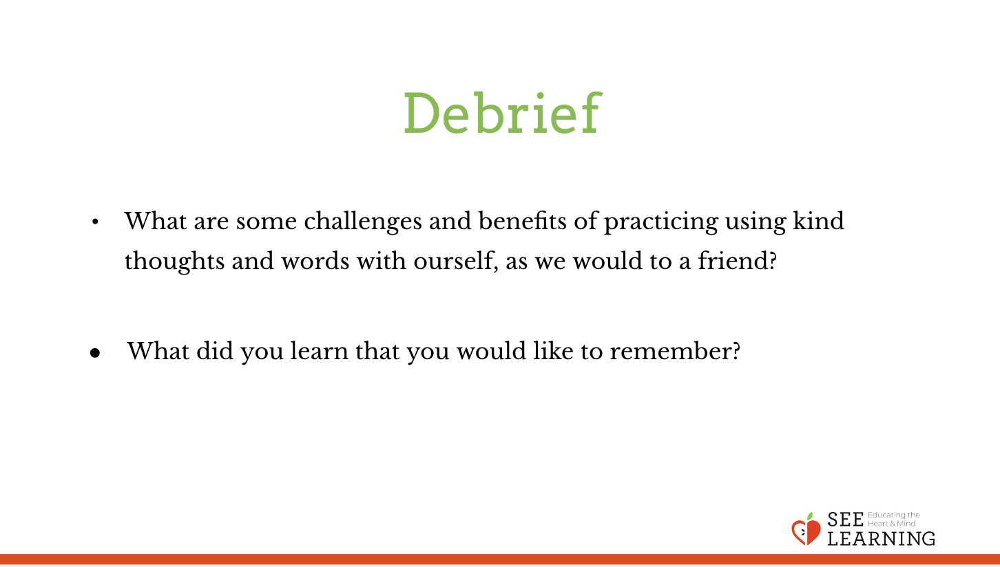 Debrief
• What are some challenges and benefits of practicing using kind
thoughts and words with ourself, as we would to a friend?
● What did you learn that you would like to remember?
SEE Educating the
Heart & Mind
LEARNING